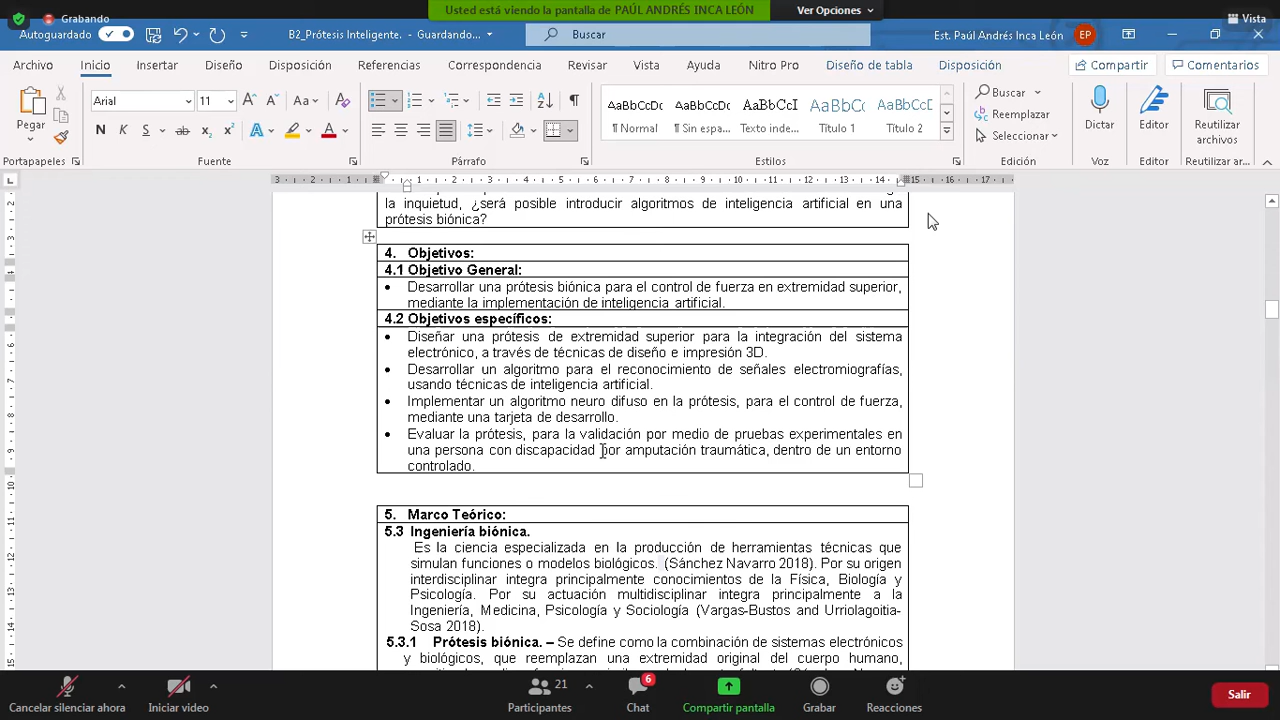 Grabando
Usted está viendo la pantalla de PAÚL ANDRÉS INCA LEÓN
Ver Opciones
Vista
Autoguardado
B2_Prótesis Inteligente. - Guardando...
Buscar
Est. Paúl Andrés Inca León
EP
Archivo Inicio Insertar Diseño Disposición Referencias Correspondencia Revisar Vista Ayuda Nitro Pro Diseño de tabla Disposición Compartir Comentarios
Pegar
Portapapeles
Arial 11
Fuente
Párrafo
AaBbCcDc AaBbCcDc AaBbCcI AaBbCcI AaBbCcD
¶ Normal ¶ Sin espa... Texto inde... Título 1 Título 2
Estilos
Buscar
Reemplazar
Seleccionar
Edición
Dictar
Voz
Editor
Editor
Reutilizar archivos
Reutilizar ar...
la inquietud, ¿será posible introducir algoritmos de inteligencia artificial en una
prótesis biónica?
4. Objetivos:
4.1 Objetivo General:
• Desarrollar una prótesis biónica para el control de fuerza en extremidad superior,
mediante la implementación de inteligencia artificial.
4.2 Objetivos específicos:
• Diseñar una prótesis de extremidad superior para la integración del sistema
electrónico, a través de técnicas de diseño e impresión 3D.
• Desarrollar un algoritmo para el reconocimiento de señales electromiografías,
usando técnicas de inteligencia artificial.
• Implementar un algoritmo neuro difuso en la prótesis, para el control de fuerza,
mediante una tarjeta de desarrollo.
• Evaluar la prótesis, para la validación por medio de pruebas experimentales en
una persona con discapacidad por amputación traumática, dentro de un entorno
controlado.
5. Marco Teórico:
5.3 Ingeniería biónica.
Es la ciencia especializada en la producción de herramientas técnicas que
simulan funciones o modelos biológicos. (Sánchez Navarro 2018). Por su origen
interdisciplinar integra principalmente conocimientos de la Física, Biología y
Psicología. Por su actuación multidisciplinar integra principalmente a la
Ingeniería, Medicina, Psicología y Sociología (Vargas-Bustos and Urriolagoitia-
Sosa 2018).
5.3.1 Prótesis biónica. – Se define como la combinación de sistemas electrónicos
y biológicos, que reemplazan una extremidad original del cuerpo humano,
Cancelar silenciar ahora
Iniciar video
21
Participantes
6
Chat
Compartir pantalla
Grabar
Reacciones
Salir